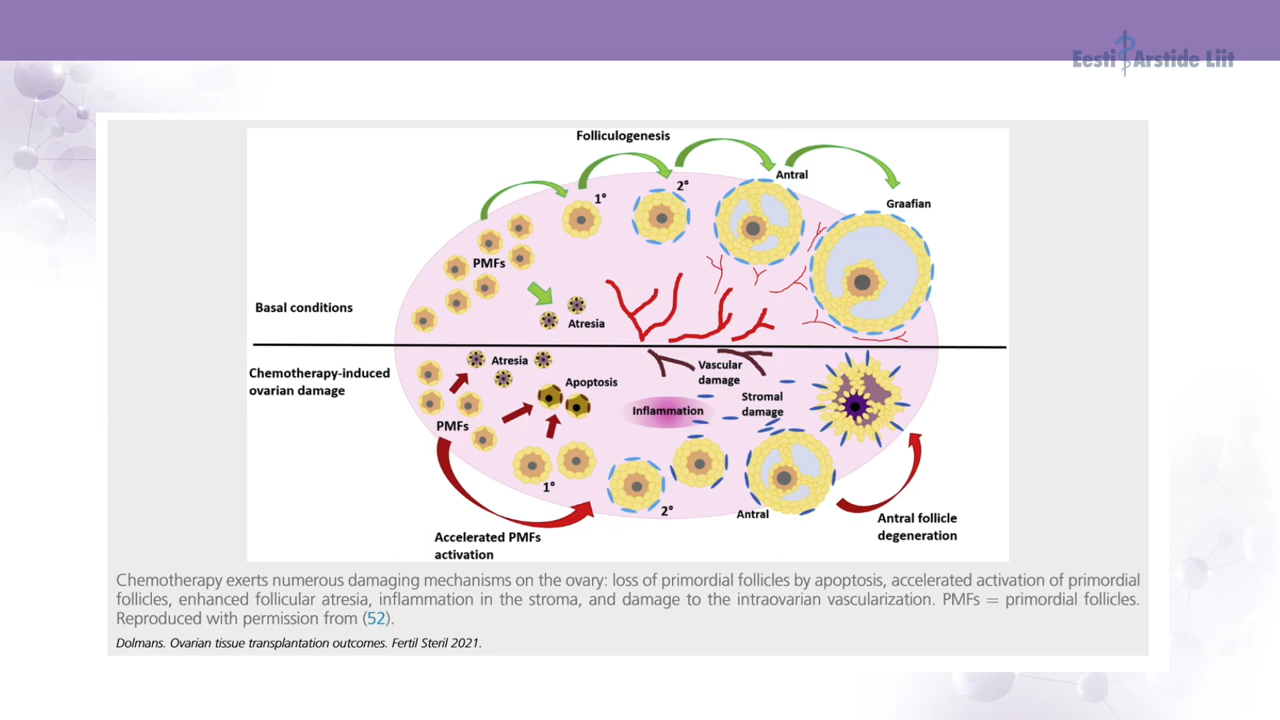 Eesti Arstide Liit
Folliculogenesis
1°
2°
Antral
Graafian
PMFs
Atresia
Basal conditions
Chemotherapy-induced
ovarian damage
Atresia
Apoptosis
Vascular
damage
Inflammation
Stromal
damage
PMFs
1°
2°
Antral
Accelerated PMFs
activation
Antral follicle
degeneration
Chemotherapy exerts numerous damaging mechanisms on the ovary: loss of primordial follicles by apoptosis, accelerated activation of primordial
follicles, enhanced follicular atresia, inflammation in the stroma, and damage to the intraovarian vascularization. PMFs = primordial follicles.
Reproduced with permission from (52).
Dolmans. Ovarian tissue transplantation outcomes. Fertil Steril 2021.